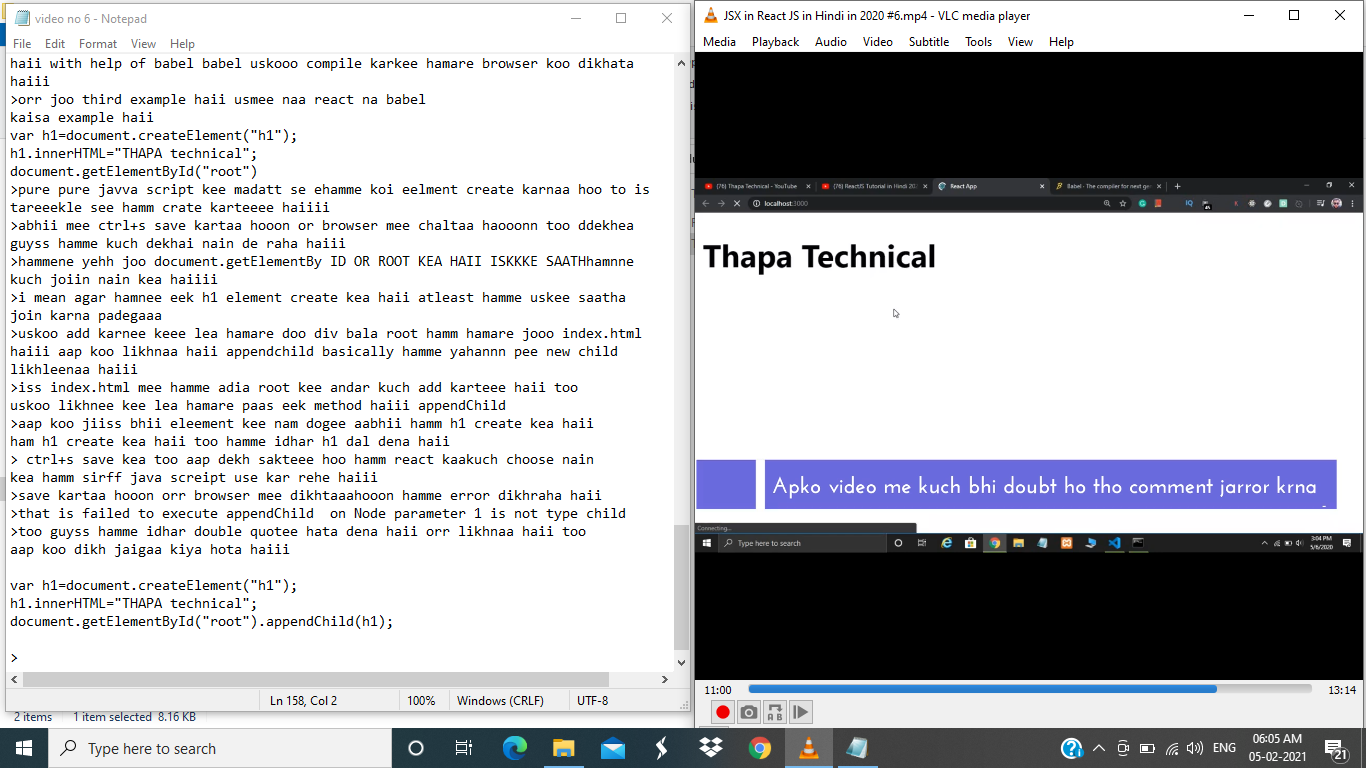 video no 6 - Notepad
File Edit Format View Help
haii with help of babel babel uskooo compile karkee hamare browser koo dikhata
haiii
>orr joo third example haii usmee naa react na babel
kaisa example haii
var h1=document.createElement("h1");
h1.innerHTML="THAPA technical";
document.getElementById("root")
>pure pure javva script kee madatt se ehamme koi eelment create karnaa hoo to is
tareeekle see hamm crate karteeee haiiii
>abhii mee ctrl+s save kartaa hooon or browser mee chaltaa haooonn too ddekhea
guyss hamme kuch dekhai nain de raha haiii
>hammene yehh joo document.getElementBy ID OR ROOT KEA HAII ISKKKE SAATHhamnne
kuch joiin nain kea haiiii
>i mean agar hamnee eek h1 element create kea haii atleast hamme uskee saatha
join karna padegaaa
>uskoo add karnee keee lea hamare doo div bala root hamm hamare jooo index.html
haiii aap koo likhnaa haii appendchild basically hamme yahannn pee new child
likhleenaa haiii
>iss index.html mee hamme adia root kee andar kuch add karteee haii too
uskoo likhnee kee lea hamare paas eek method haiii appendChild
>aap koo jiiss bhii eleement kee nam dogee aabhii hamm h1 create kea haii
ham h1 create kea haii too hamme idhar h1 dal dena haii
> ctrl+s save kea too aap dekh sakteee hoo hamm react kaakuch choose nain
kea hamm sirff java screipt use kar rehe haiii
>save kartaa hooon orr browser mee dikhtaaahooon hamme error dikhraha haii
>that is failed to execute appendChild  on Node parameter 1 is not type child
>too guyss hamme idhar double quotee hata dena haii orr likhnaa haii too
aap koo dikh jaigaa kiya hota haiii
var h1=document.createElement("h1");
h1.innerHTML="THAPA technical";
document.getElementById("root").appendChild(h1);
>
Ln 158, Col 2 100% Windows (CRLF) UTF-8
2 items 1 item selected 8.16 KB
JSX in React JS in Hindi in 2020 #6.mp4 - VLC media player
Media Playback Audio Video Subtitle Tools View Help
(76) Thapa Technical - YouTube (76) ReactJS Tutorial in Hindi 202 React App Babel - The compiler for next ge
localhost:3000
Thapa Technical
Apko video me kuch bhi doubt ho tho comment jarror krna
Connecting...
Type here to search 3:04 PM
5/6/2020
11:00 13:14
Type here to search ENG 06:05 AM
05-02-2021
21